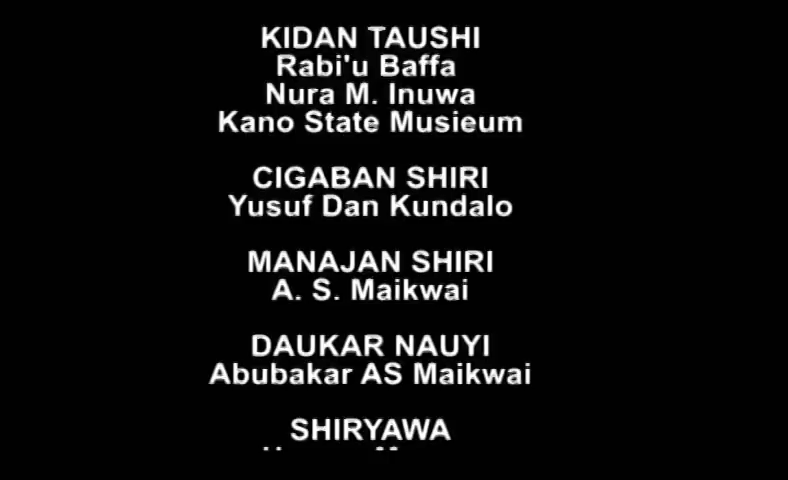 KIDAN TAUSHI
Rabi'u Baffa
Nura M. Inuwa
Kano State Musieum
CIGABAN SHIRI
Yusuf Dan Kundalo
MANAJAN SHIRI
A. S. Maikwai
DAUKAR NAUYI
Abubakar AS Maikwai
SHIRYAWA